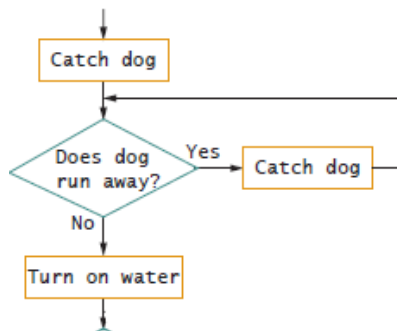 Catch dog
Does dog
run away?
Yes
Catch dog
No
Turn on water